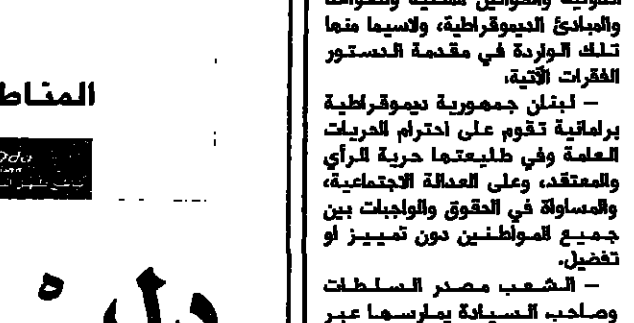 والمبادئ الديموقراطية، ولاسيما منها
تلك الواردة في مقدمة الدستور
الفقرات الآتية،
– لبنان جمهورية ديموقراطية
برلمانية تقوم على احترام الحريات
العامة وفي طليعتها حرية الرأي
والمعتقد، وعلى العدالة الاجتماعية،
والمساواة في الحقوق والواجبات بين
جميع المواطنين دون تمييز او
تفضيل.
– الشعب مصدر السلطات
وصاحب السيادة يمارسها عبر
المناط